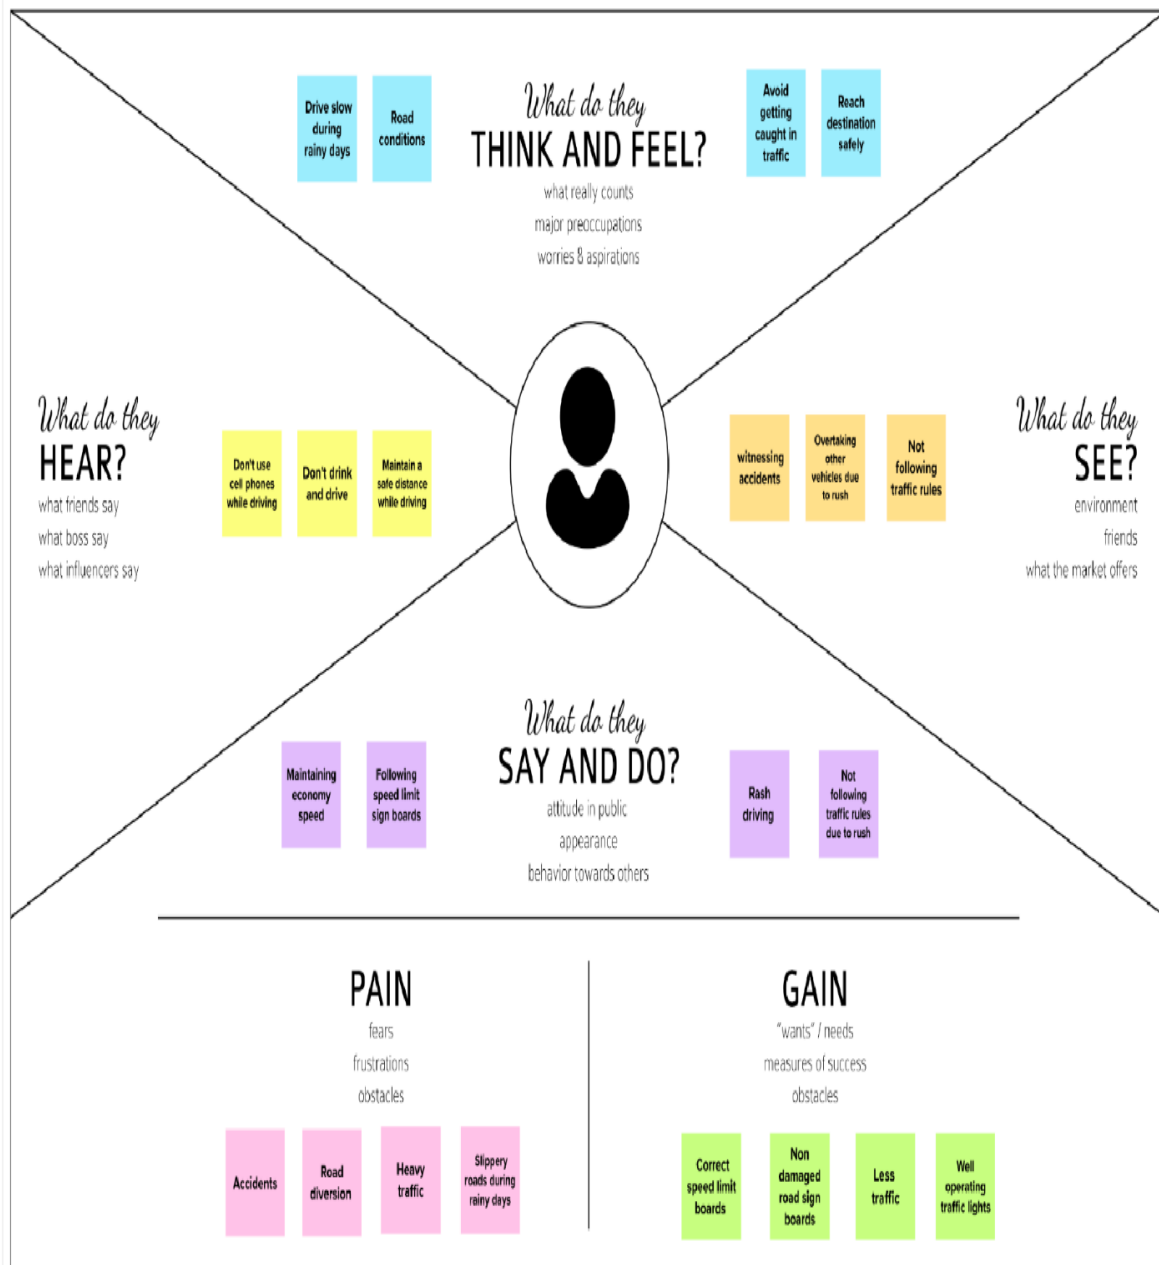 Drive slow
during
rainy days
Road
conditions
What do they
THINK AND FEEL?
what really counts
major preoccupations
worries & aspirations
Avoid
getting
caught in
traffic
Reach
destination
safely
What do they
HEAR?
what friends say
what boss say
what influencers say
Don't use
cell phones
while driving
Don't drink
and drive
Maintain a
safe distance
while driving
witnessing
accidents
Overtaking
other
vehicles due
to rush
Not
following
traffic rules
What do they
SEE?
environment
friends
what the market offers
Maintaining
economy
speed
Following
speed limit
sign boards
What do they
SAY AND DO?
attitude in public
appearance
behavior towards others
Rash
driving
Not
following
traffic rules
due to rush
PAIN
fears
frustrations
obstacles
Accidents
Road
diversion
Heavy
traffic
Slippery
roads during
rainy days
GAIN
"wants" / needs
measures of success
obstacles
Correct
speed limit
boards
Non
damaged
road sign
boards
Less
traffic
Well
operating
traffic lights